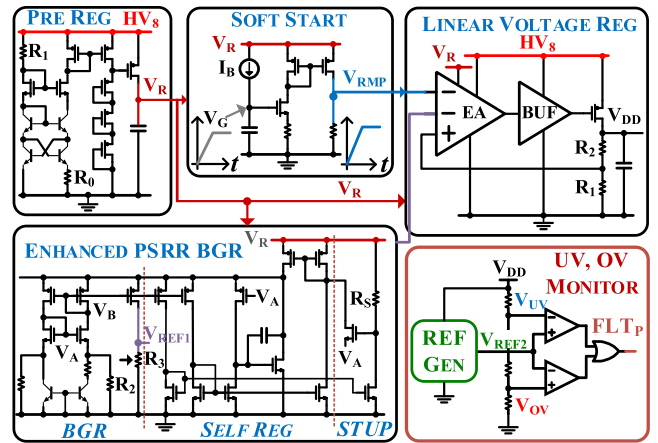 PRE REG
HV8
R1
VR
R0
SOFT START
VR
IB
VG
VRMP
t
t
LINEAR VOLTAGE REG
HV8
VR
EA
BUF
VDD
R2
R1
VR
ENHANCED PSRR BGR
VR
VB
VA
VREF1
R3
R2
VA
RS
VA
BGR
SELF REG
STUP
UV, OV
MONITOR
VDD
VUV
REF
GEN
VREF2
FLTP
VOV